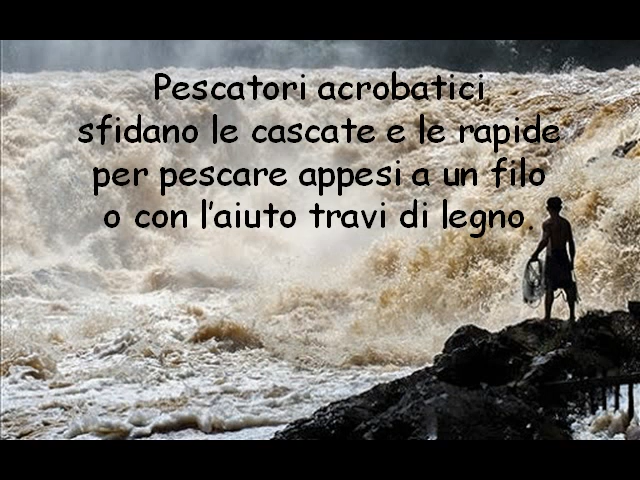 Pescatori acrobatici
sfidano le cascate e le rapide
per pescare appesi a un filo
o con l'aiuto travi di legno.